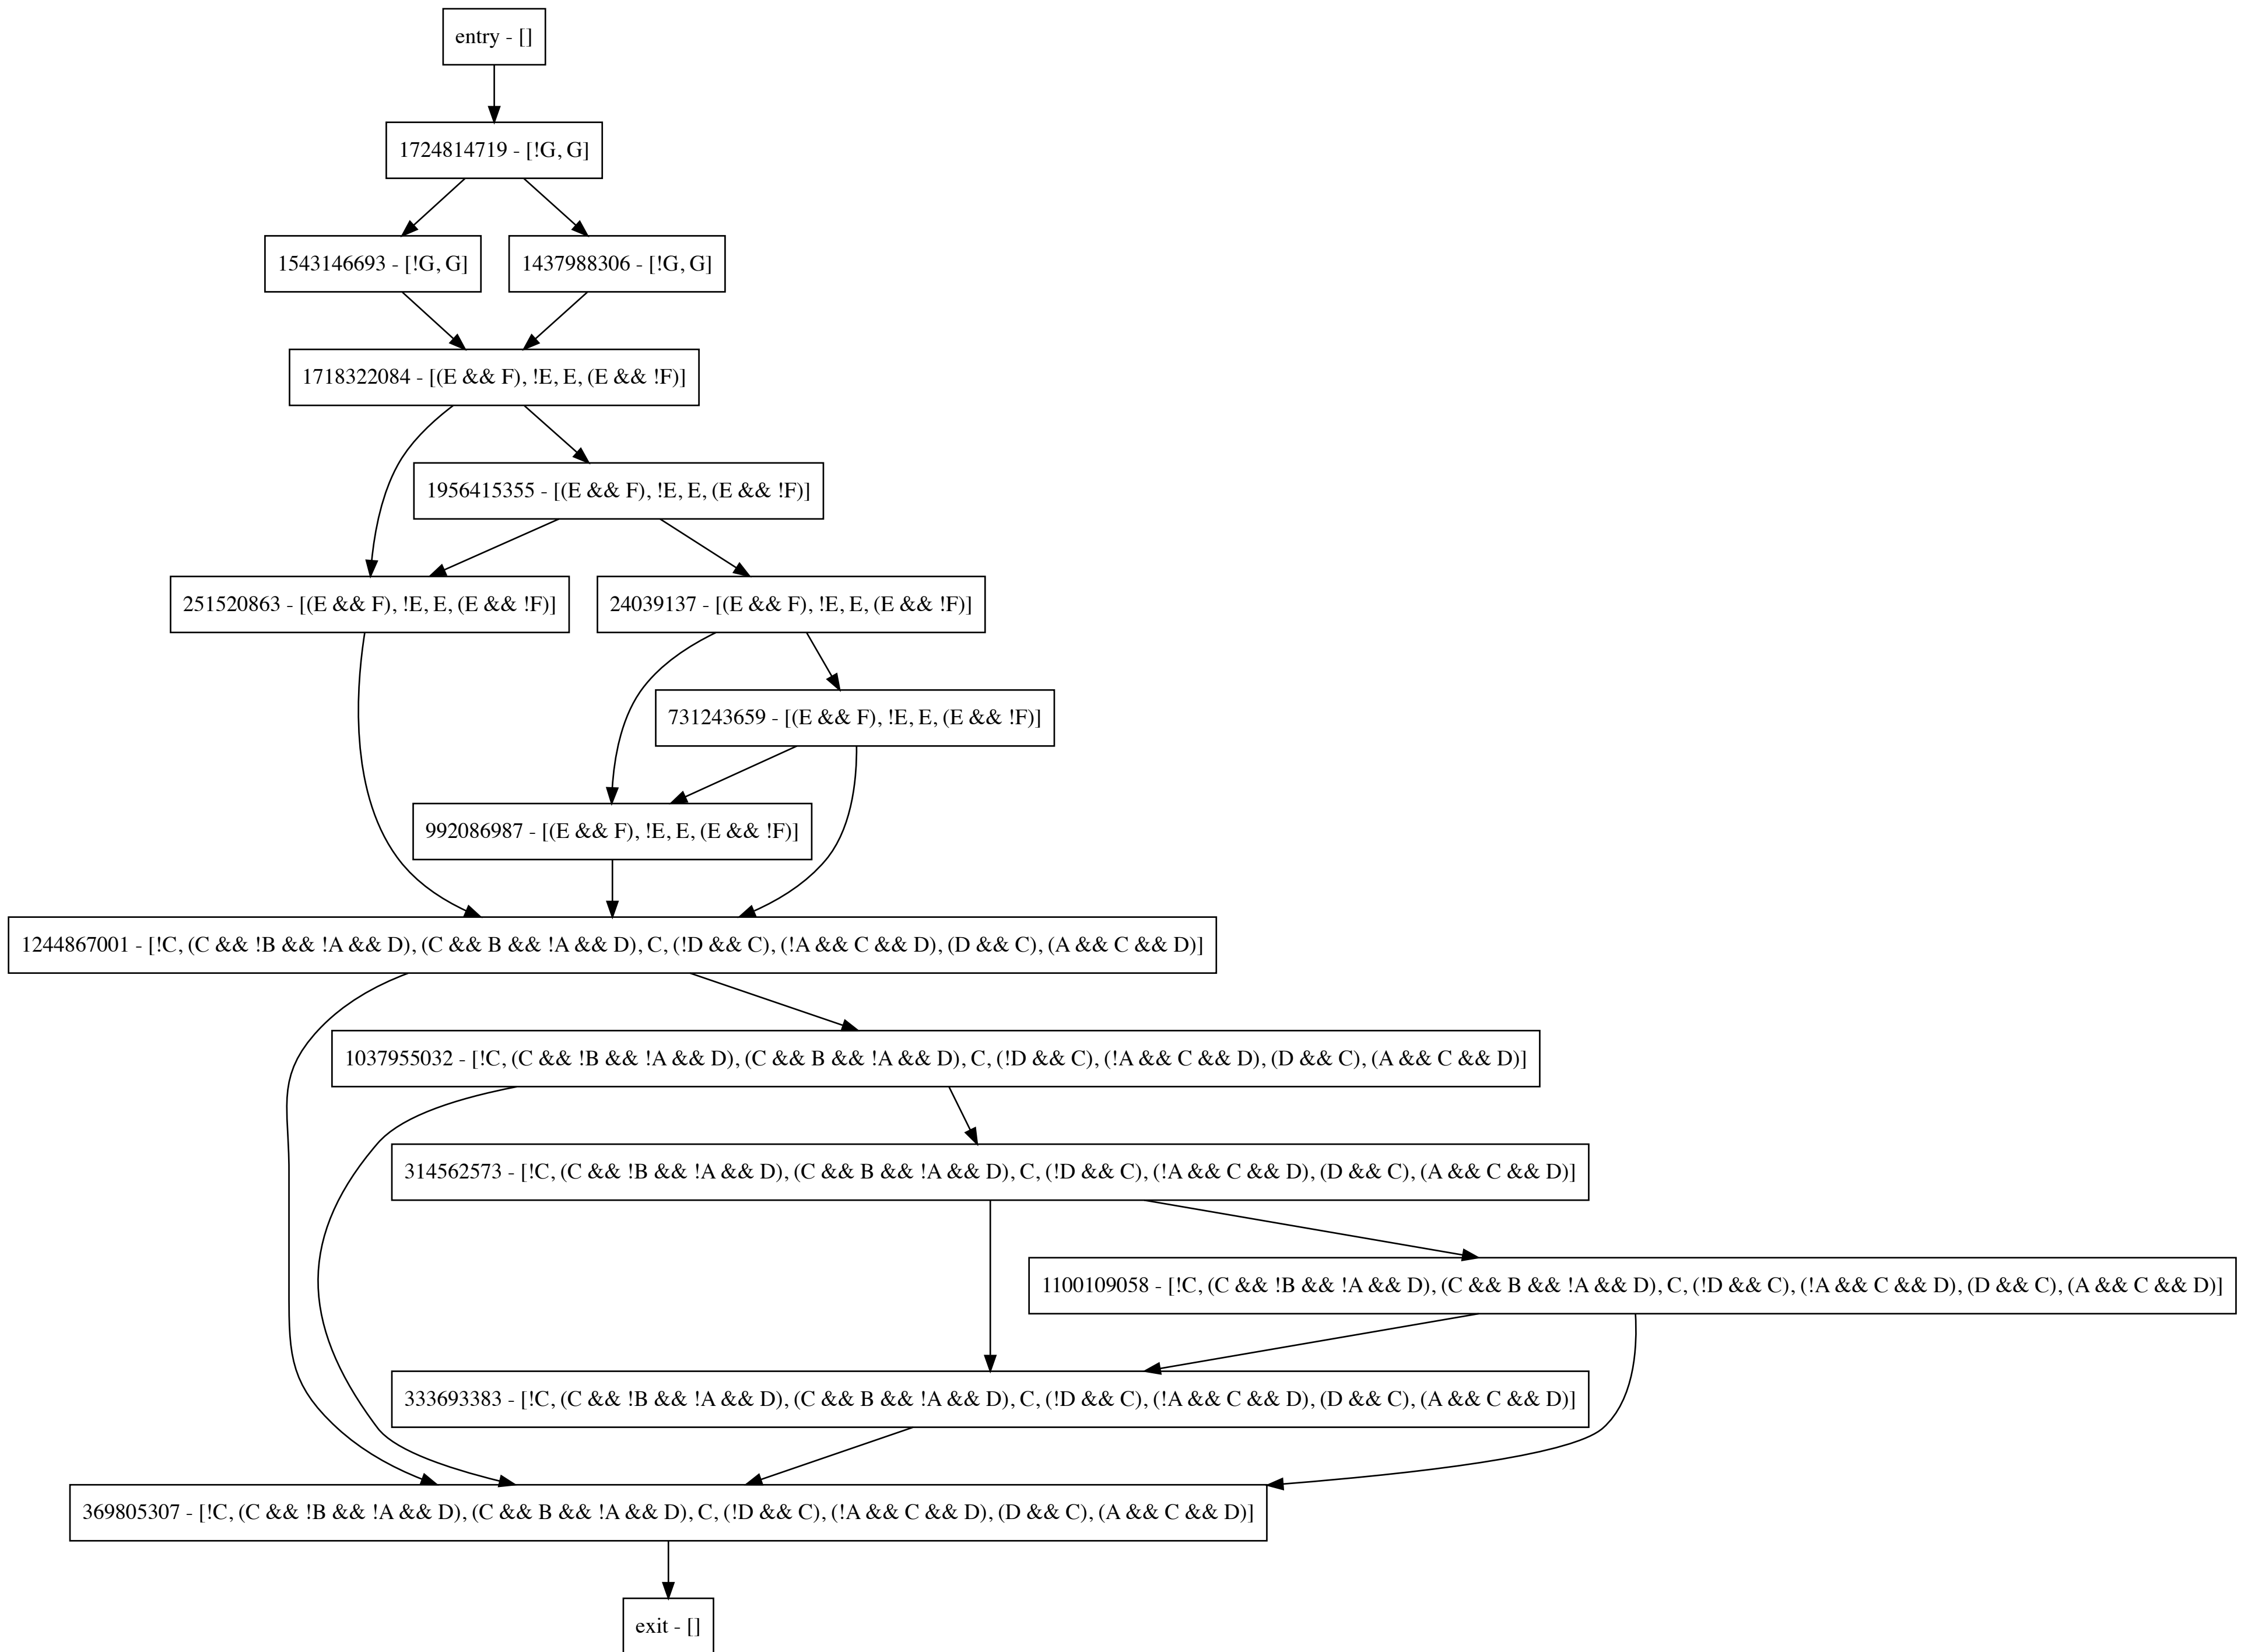 entry - []
1724814719 - [!G, G]
1543146693 - [!G, G]
1437988306 - [!G, G]
1718322084 - [(E && F), !E, E, (E && !F)]
1956415355 - [(E && F), !E, E, (E && !F)]
251520863 - [(E && F), !E, E, (E && !F)]
24039137 - [(E && F), !E, E, (E && !F)]
731243659 - [(E && F), !E, E, (E && !F)]
992086987 - [(E && F), !E, E, (E && !F)]
1244867001 - [!C, (C && !B && !A && D), (C && B && !A && D), C, (!D && C), (!A && C && D), (D && C), (A && C && D)]
1037955032 - [!C, (C && !B && !A && D), (C && B && !A && D), C, (!D && C), (!A && C && D), (D && C), (A && C && D)]
314562573 - [!C, (C && !B && !A && D), (C && B && !A && D), C, (!D && C), (!A && C && D), (D && C), (A && C && D)]
1100109058 - [!C, (C && !B && !A && D), (C && B && !A && D), C, (!D && C), (!A && C && D), (D && C), (A && C && D)]
333693383 - [!C, (C && !B && !A && D), (C && B && !A && D), C, (!D && C), (!A && C && D), (D && C), (A && C && D)]
369805307 - [!C, (C && !B && !A && D), (C && B && !A && D), C, (!D && C), (!A && C && D), (D && C), (A && C && D)]
exit - []